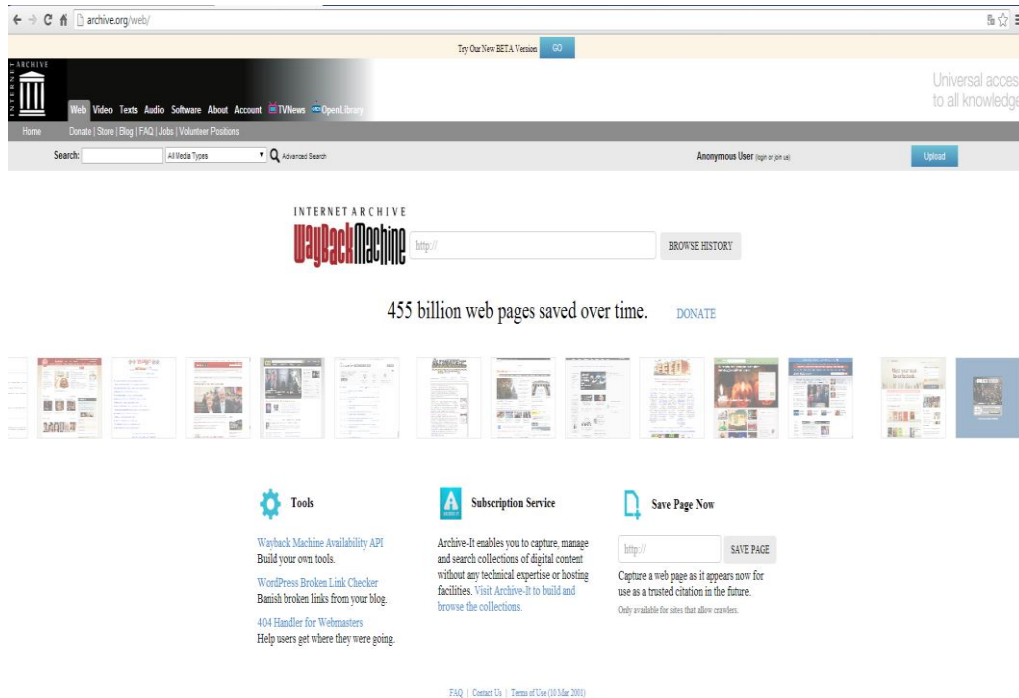 archive.org/web/
Try Our New BETA Version GO
INTERNET ARCHIVE
Universal acces
to all knowledge
Web Video Texts Audio Software About Account TVNews OpenLibrary
Home Donate | Store | Blog | FAQ | Jobs | Volunteer Positions
Search: All Media Types Advanced Search Anonymous User (login or join us) Upload
INTERNET ARCHIVE
WayBackMachine http:// BROWSE HISTORY
455 billion web pages saved over time. DONATE
Tools
Wayback Machine Availability API
Build your own tools.
WordPress Broken Link Checker
Banish broken links from your blog.
404 Handler for Webmasters
Help users get where they were going.
Subscription Service
Archive-It enables you to capture, manage
and search collections of digital content
without any technical expertise or hosting
facilities. Visit Archive-It to build and
browse the collections.
Save Page Now
http:// SAVE PAGE
Capture a web page as it appears now for
use as a trusted citation in the future.
Only available for sites that allow crawlers.
FAQ | Contact Us | Terms of Use (10 Mar 2001)